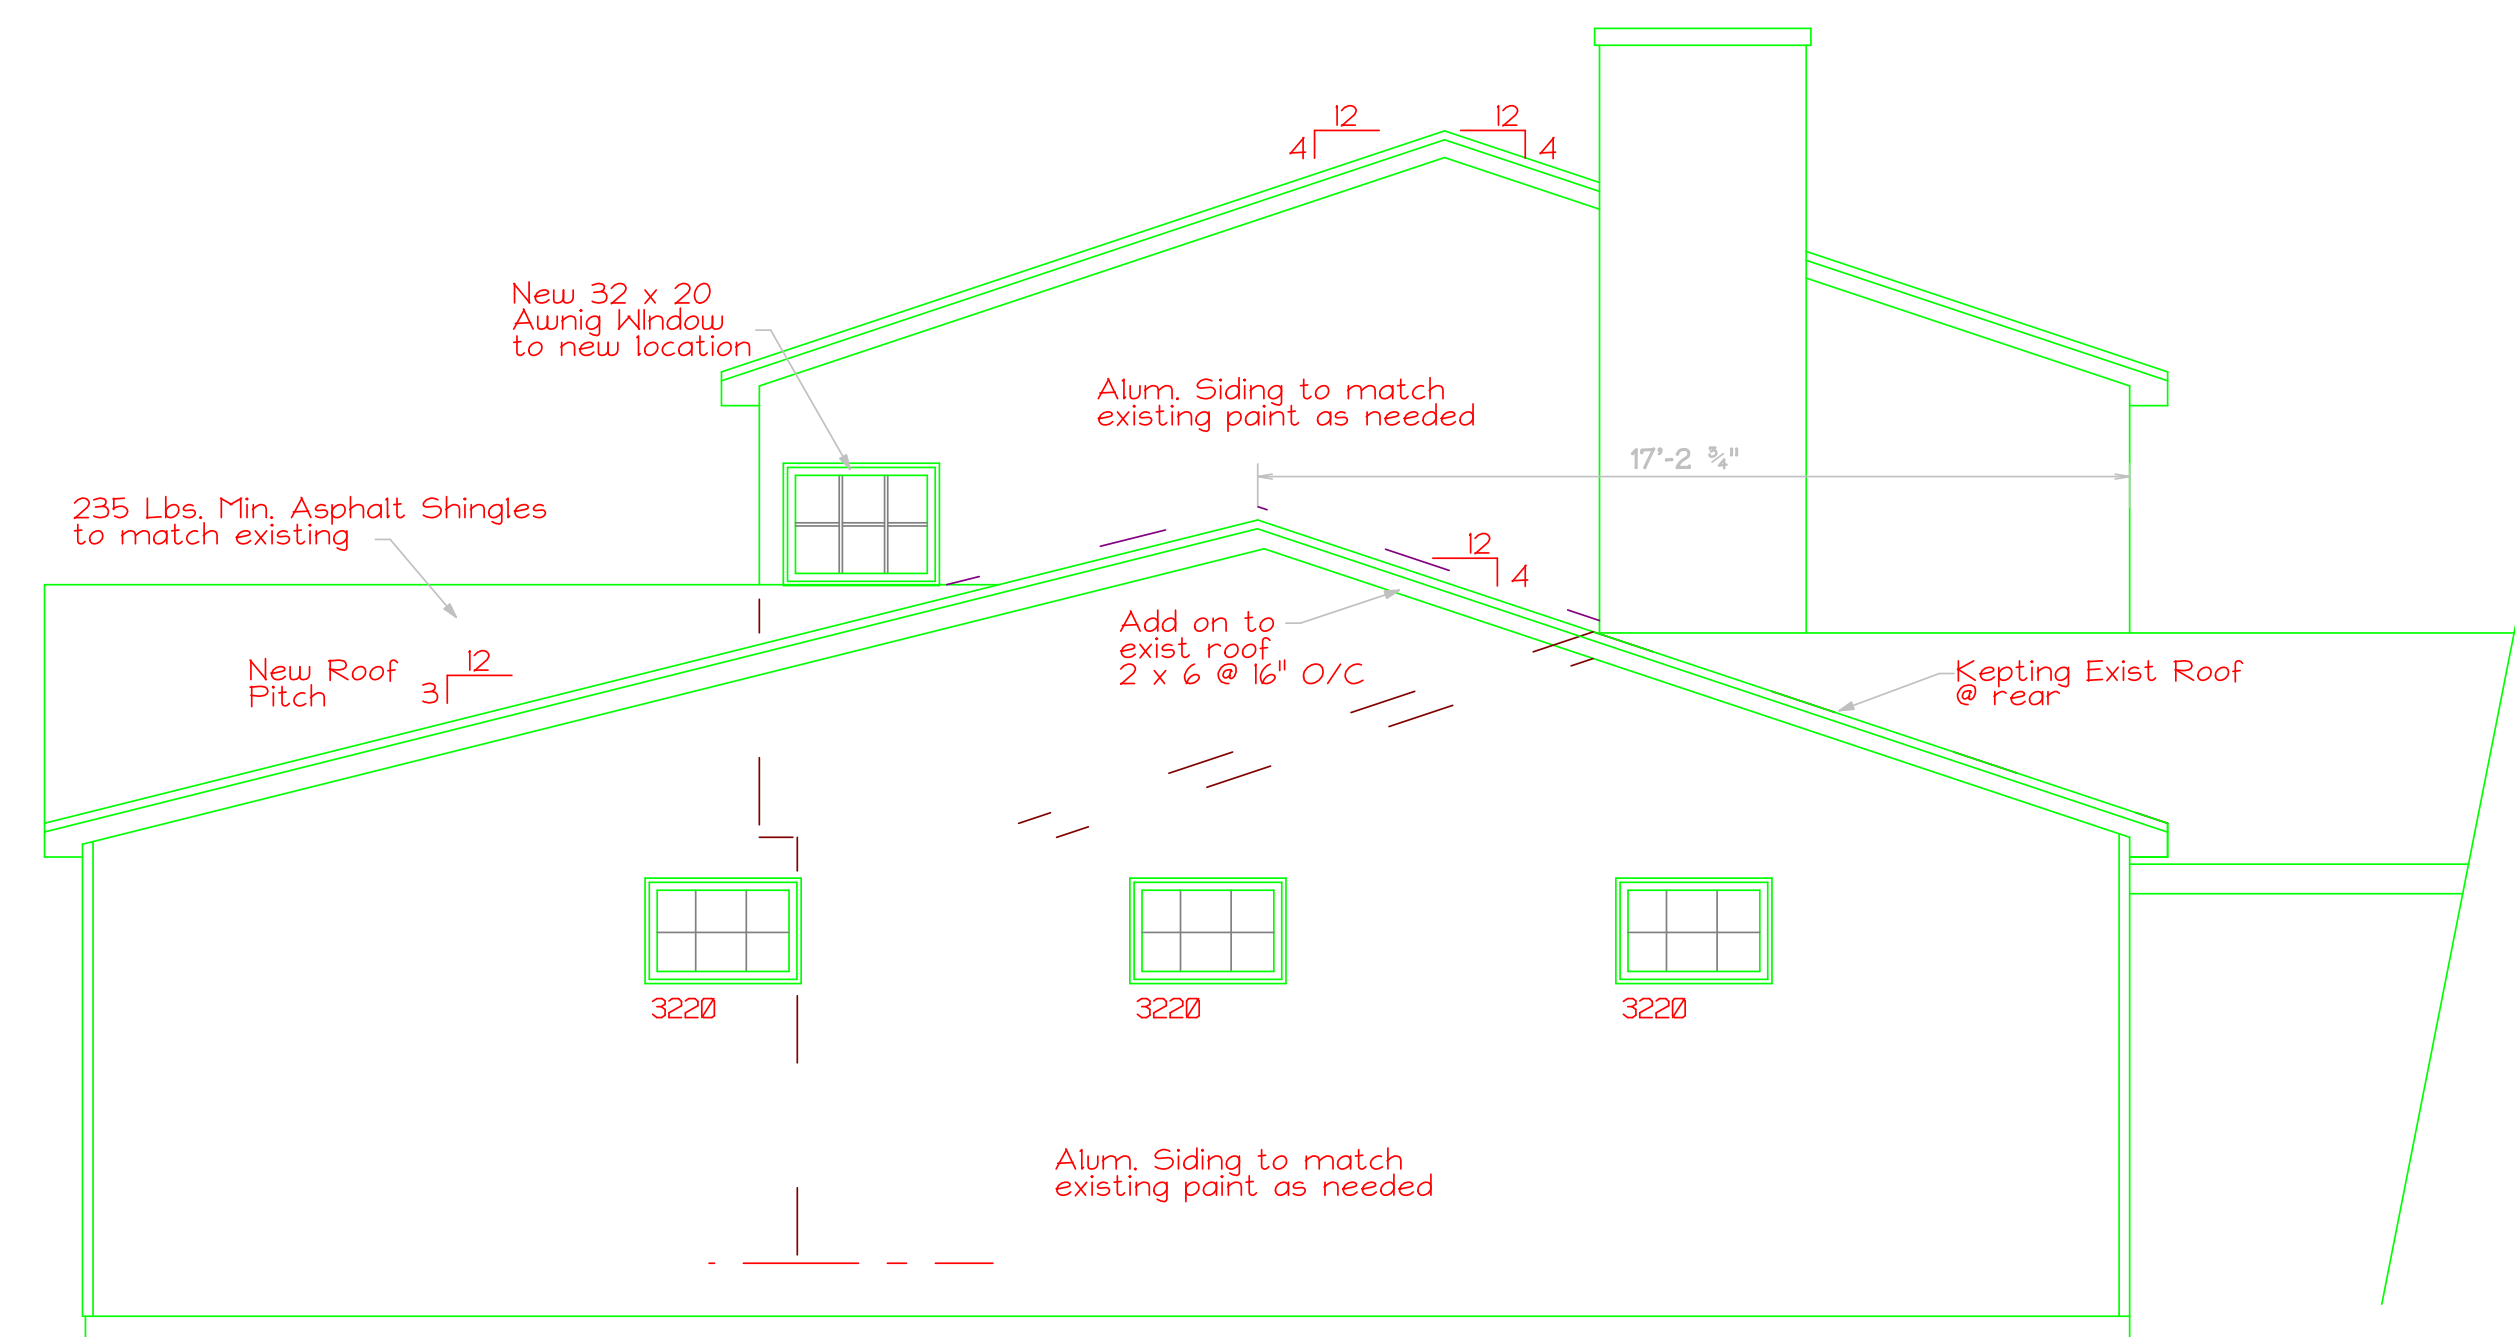 12
12
4
4
New 32 x 20
Awnig WIndow
to new location
Alum. Siding to match
existing paint as needed
17'-2 ¾"
235 Lbs. Min. Asphalt Shingles
to match existing
12
4
Add on to
exist roof
2 x 6 @ 16" O/C
New Roof
Pitch
12
3
Kepting Exist Roof
@ rear
3220
3220
3220
Alum. Siding to match
existing paint as needed